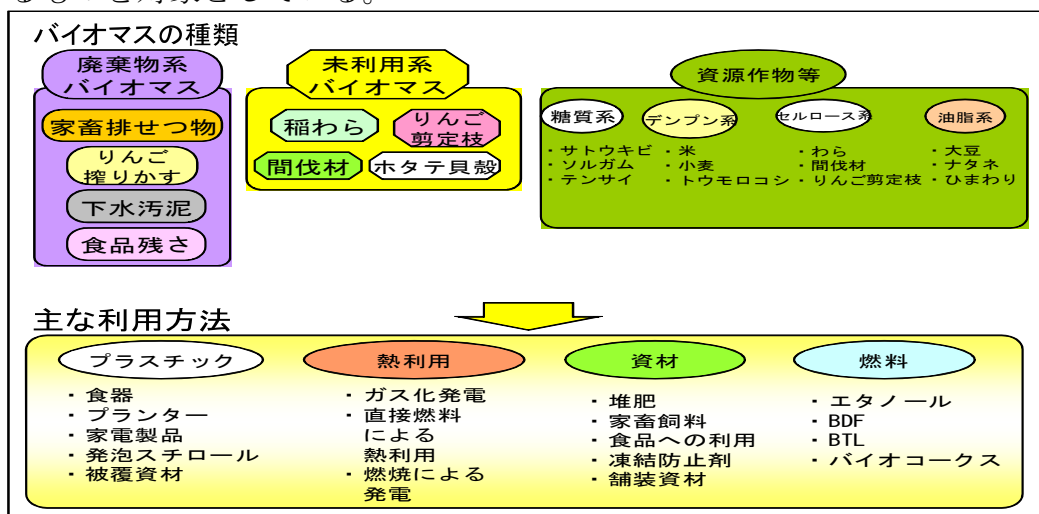 るものを対象としている。
バイオマスの種類
廃棄物系
バイオマス
家畜排せつ物
りんご
搾りかす
下水汚泥
食品残さ
未利用系
バイオマス
稲わら
りんご
剪定枝
間伐材
ホタテ貝殻
資源作物等
糖質系
・サトウキビ
・ソルガム
・テンサイ
デンプン系
・米
・小麦
・トウモロコシ
セルロース系
・わら
・間伐材
・りんご剪定枝
油脂系
・大豆
・ナタネ
・ひまわり
主な利用方法
プラスチック
・食器
・プランター
・家電製品
・発泡スチロール
・被覆資材
熱利用
・ガス化発電
・直接燃料
による
熱利用
・燃焼による
発電
資材
・堆肥
・家畜飼料
・食品への利用
・凍結防止剤
・舗装資材
燃料
・エタノール
・BDF
・BTL
・バイオコークス